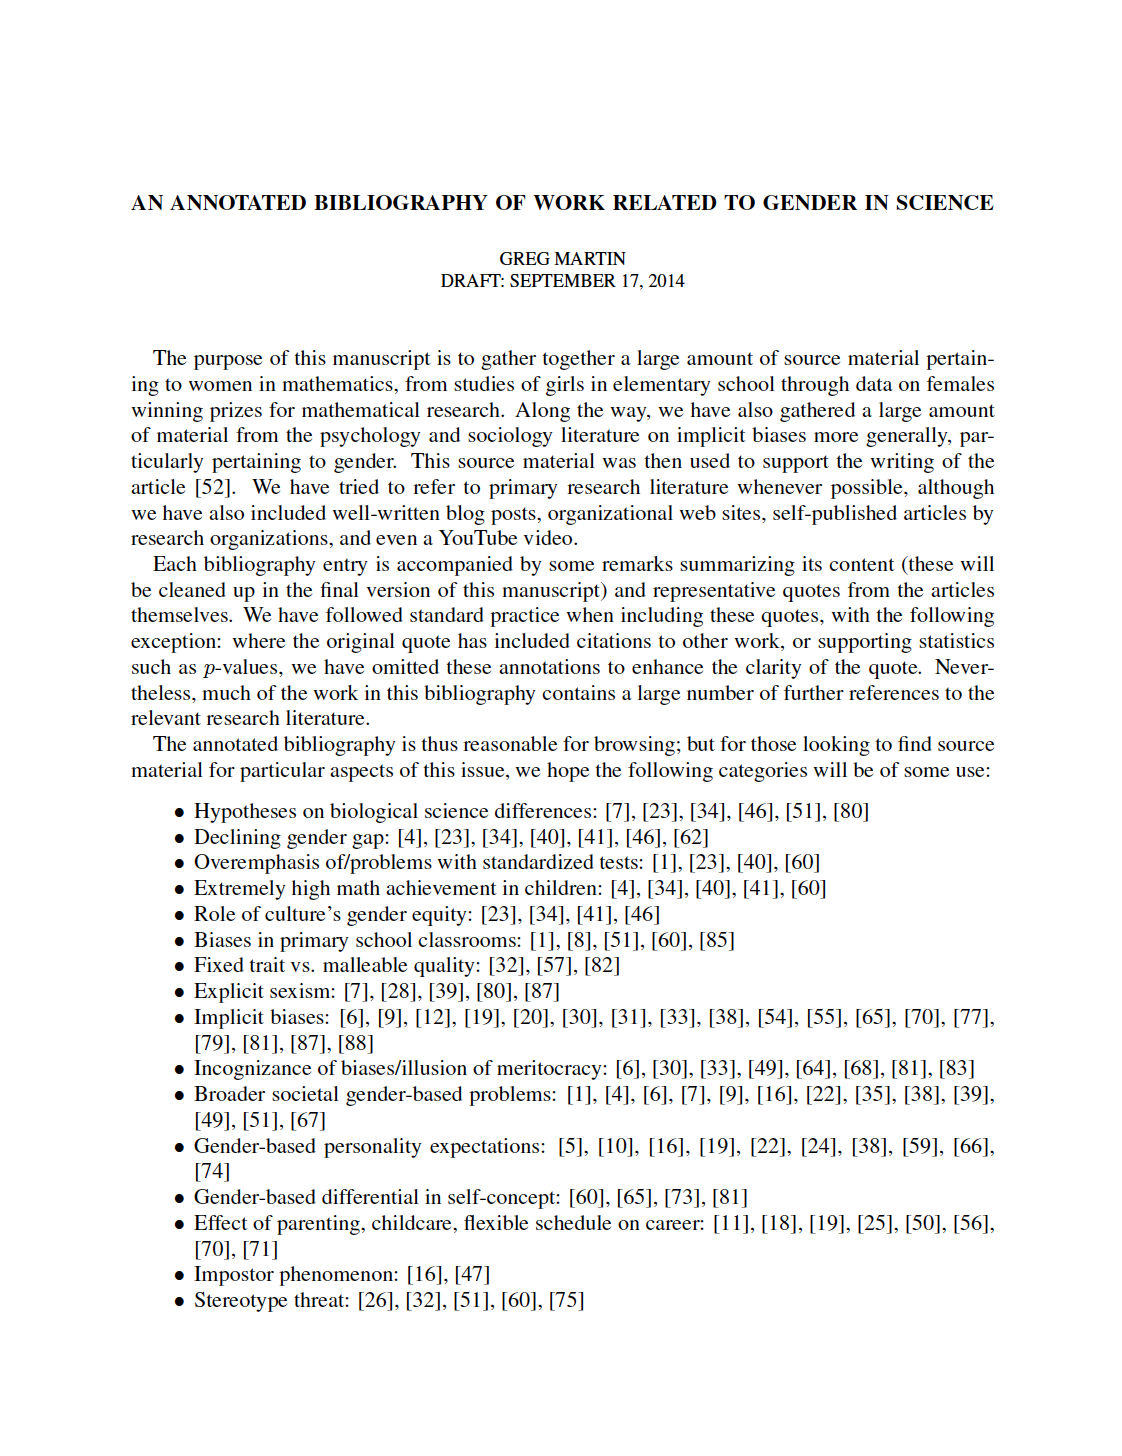 AN ANNOTATED BIBLIOGRAPHY OF WORK RELATED TO GENDER IN SCIENCE
GREG MARTIN
DRAFT: SEPTEMBER 17, 2014
The purpose of this manuscript is to gather together a large amount of source material pertain-
ing to women in mathematics, from studies of girls in elementary school through data on females
winning prizes for mathematical research. Along the way, we have also gathered a large amount
of material from the psychology and sociology literature on implicit biases more generally, par-
ticularly pertaining to gender. This source material was then used to support the writing of the
article [52]. We have tried to refer to primary research literature whenever possible, although
we have also included well-written blog posts, organizational web sites, self-published articles by
research organizations, and even a YouTube video.
Each bibliography entry is accompanied by some remarks summarizing its content (these will
be cleaned up in the final version of this manuscript) and representative quotes from the articles
themselves. We have followed standard practice when including these quotes, with the following
exception: where the original quote has included citations to other work, or supporting statistics
such as p-values, we have omitted these annotations to enhance the clarity of the quote. Never-
theless, much of the work in this bibliography contains a large number of further references to the
relevant research literature.
The annotated bibliography is thus reasonable for browsing; but for those looking to find source
material for particular aspects of this issue, we hope the following categories will be of some use:
• Hypotheses on biological science differences: [7], [23], [34], [46], [51], [80]
• Declining gender gap: [4], [23], [34], [40], [41], [46], [62]
• Overemphasis of/problems with standardized tests: [1], [23], [40], [60]
• Extremely high math achievement in children: [4], [34], [40], [41], [60]
• Role of culture's gender equity: [23], [34], [41], [46]
• Biases in primary school classrooms: [1], [8], [51], [60], [85]
• Fixed trait vs. malleable quality: [32], [57], [82]
• Explicit sexism: [7], [28], [39], [80], [87]
• Implicit biases: [6], [9], [12], [19], [20], [30], [31], [33], [38], [54], [55], [65], [70], [77],
[79], [81], [87], [88]
• Incognizance of biases/illusion of meritocracy: [6], [30], [33], [49], [64], [68], [81], [83]
• Broader societal gender-based problems: [1], [4], [6], [7], [9], [16], [22], [35], [38], [39],
[49], [51], [67]
• Gender-based personality expectations: [5], [10], [16], [19], [22], [24], [38], [59], [66],
[74]
• Gender-based differential in self-concept: [60], [65], [73], [81]
• Effect of parenting, childcare, flexible schedule on career: [11], [18], [19], [25], [50], [56],
[70], [71]
• Impostor phenomenon: [16], [47]
• Stereotype threat: [26], [32], [51], [60], [75]